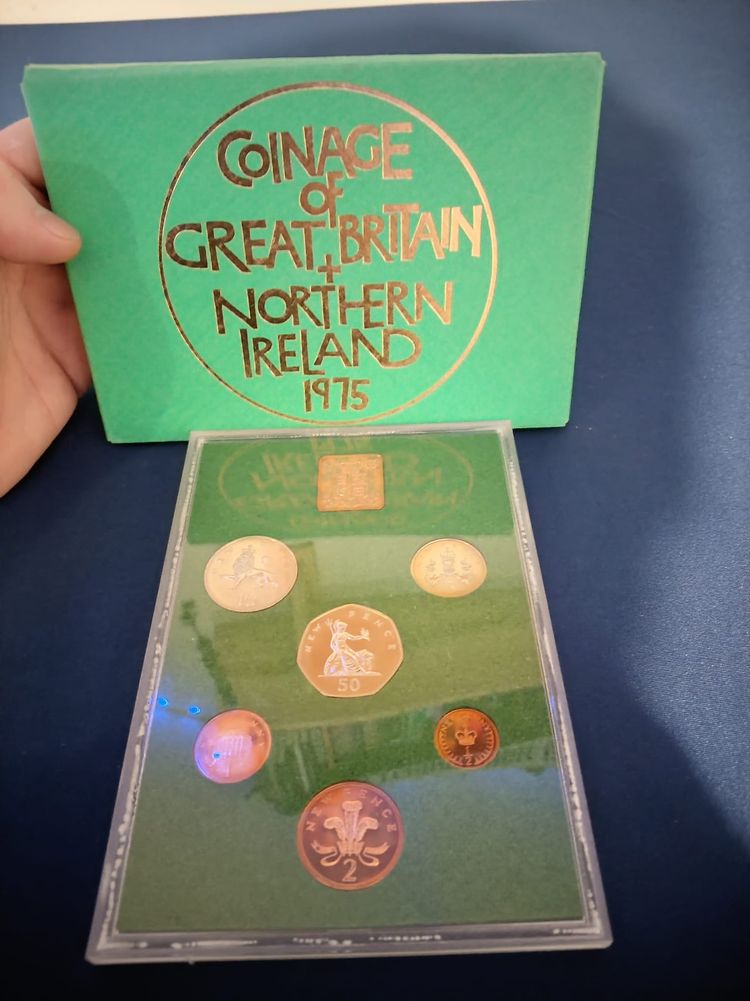 COINAGE
OF
GREAT BRITAIN
+
NORTHERN
IRELAND
1975
NEW PENCE
50
NEW PENCE
2